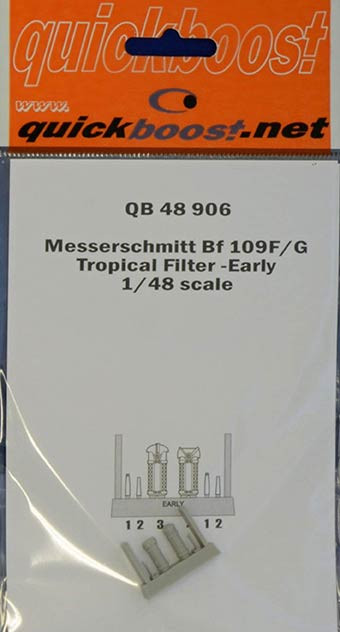 quickboost
www.
quickboost.net
QB 48 906
Messerschmitt Bf 109F/G
Tropical Filter -Early
1/48 scale
EARLY
1 2 3 1 2